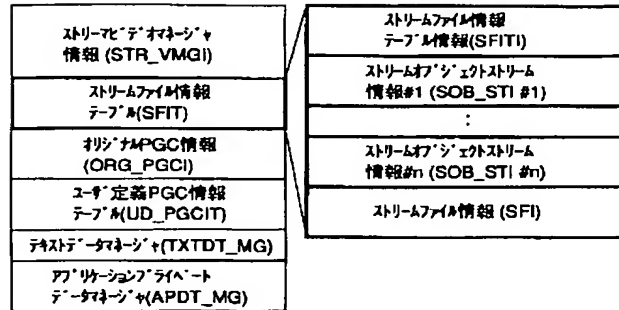 ストリーマビデオマネージャ
情報 (STR_VMGI)
ストリームファイル情報
テーブル(SFIT)
オリジナルPGC情報
(ORG_PGCI)
ユーザ定義PGC情報
テーブル(UD_PGCIT)
テキストデータマネージャ(TXTDT_MG)
アプリケーションプライベート
データマネージャ(APDT_MG)
ストリームファイル情報
テーブル情報(SFITI)
ストリームオブジェクトストリーム
情報#1 (SOB_STI #1)
:
ストリームオブジェクトストリーム
情報#n (SOB_STI #n)
ストリームファイル情報 (SFI)